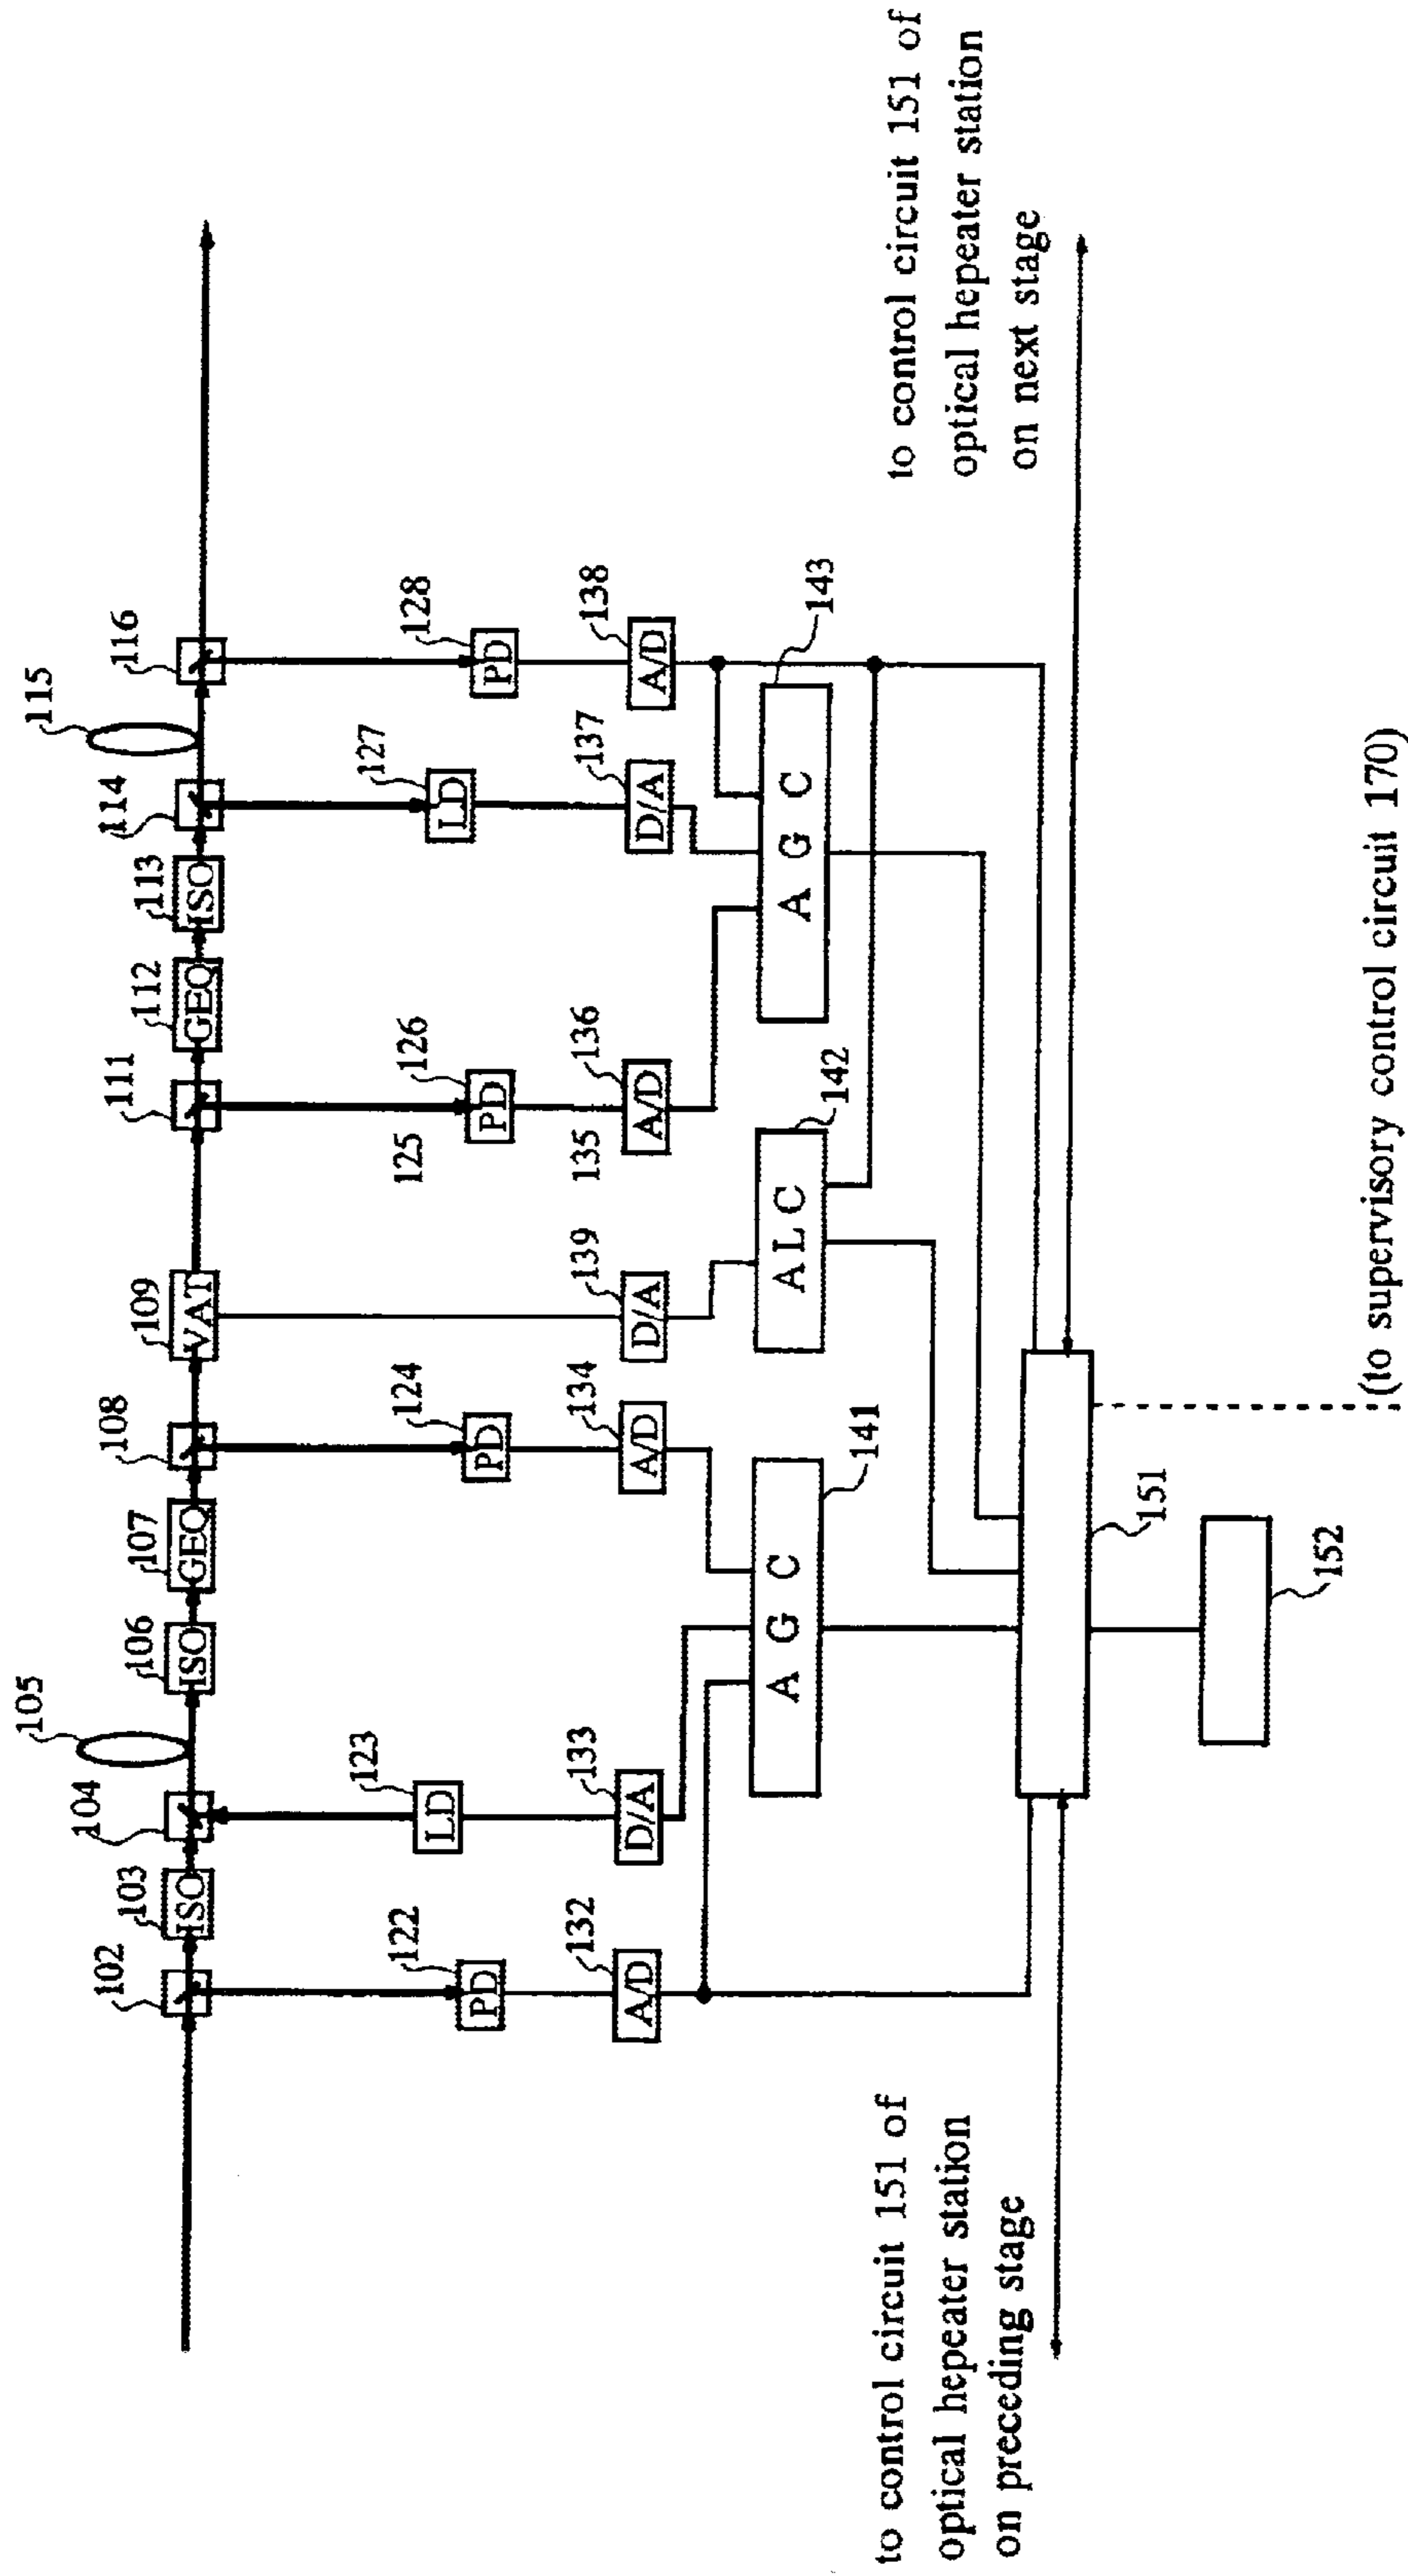 115
105
102
103
104
106
107
108
109
111
112
113
114
116
ISO
ISO
GEQ
VAT
GEQ
ISO
122
123
124
125
126
127
128
PD
LD
PD
PD
LD
PD
132
133
134
139
135
136
137
138
A/D
D/A
A/D
D/A
A/D
D/A
A/D
A G C
141
A L C
142
A G C
143
to control circuit 151 of
optical hepeater station
on preceding stage
to control circuit 151 of
optical hepeater station
on next stage
151
152
(to supervisory control circuit 170)